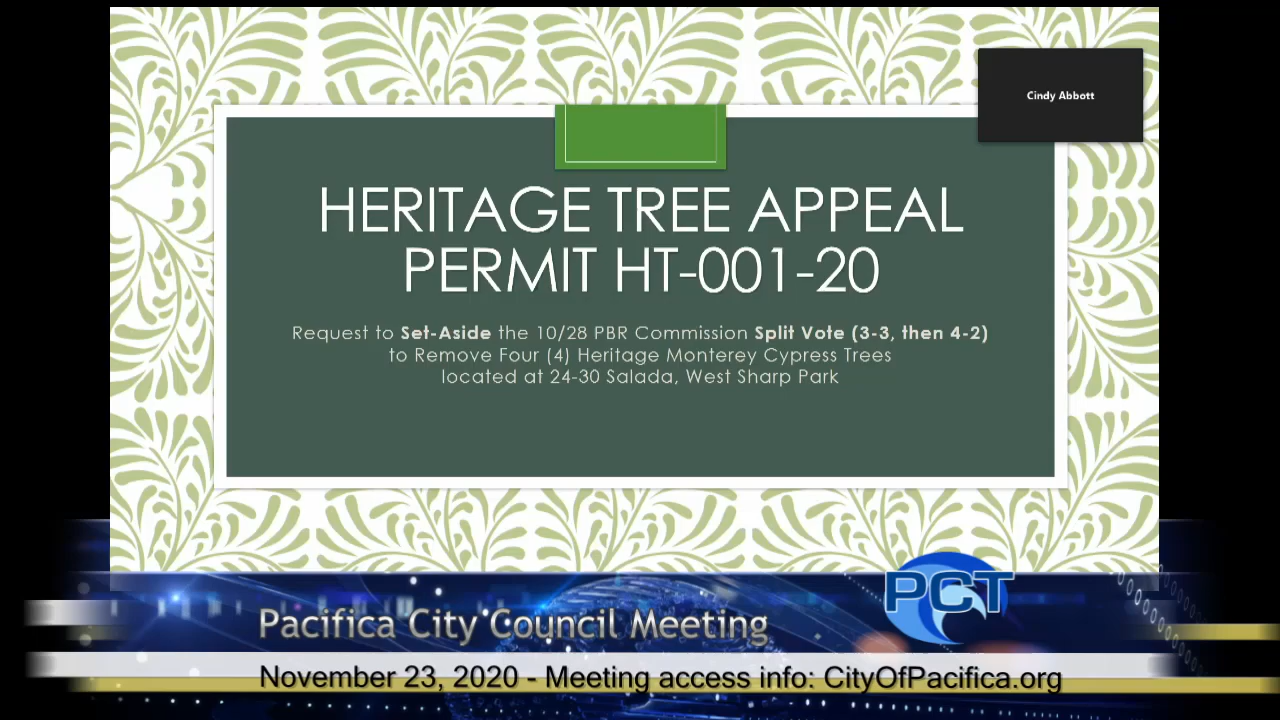 Cindy Abbott
HERITAGE TREE APPEAL
PERMIT HT-001-20
Request to Set-Aside the 10/28 PBR Commission Split Vote (3-3, then 4-2)
to Remove Four (4) Heritage Monterey Cypress Trees
located at 24-30 Salada, West Sharp Park
PCT
Pacifica City Council Meeting
November 23, 2020 - Meeting access info: CityOfPacifica.org